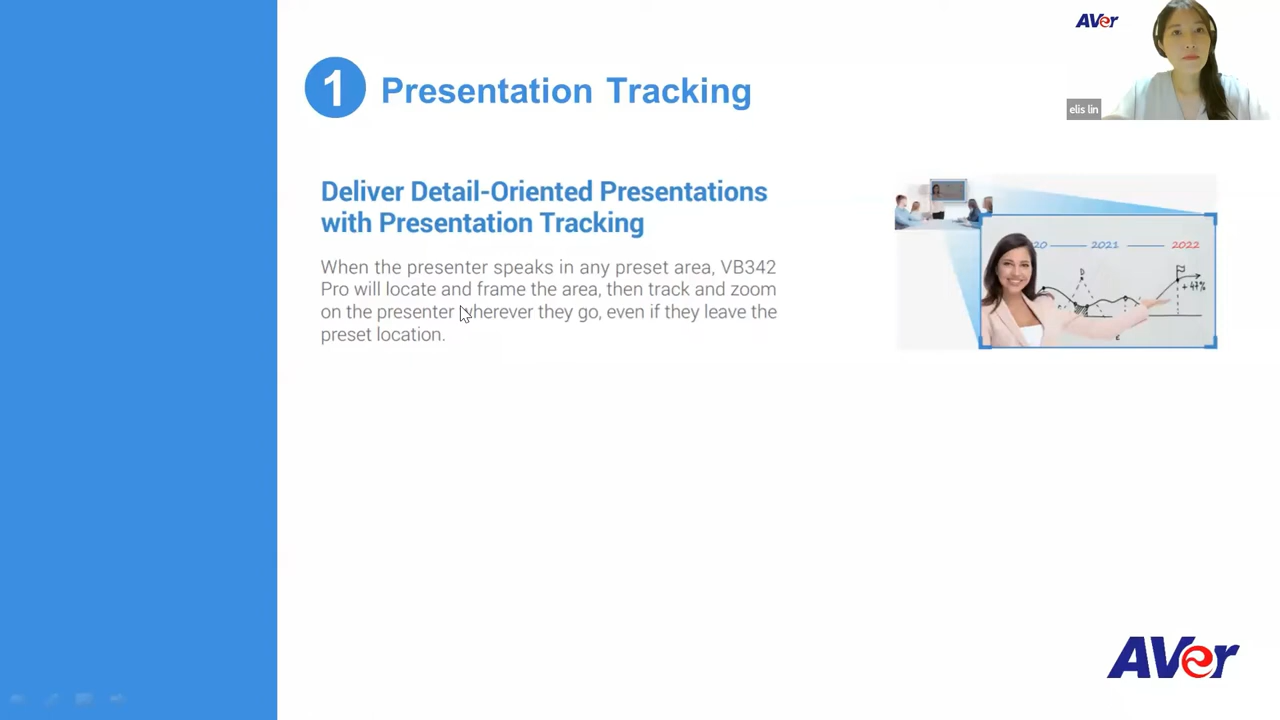 AVer
elis lin
1 Presentation Tracking
Deliver Detail-Oriented Presentations
with Presentation Tracking
When the presenter speaks in any preset area, VB342
Pro will locate and frame the area, then track and zoom
on the presenter wherever they go, even if they leave the
preset location.
20 2021 2022
D
+47%
E
AVer